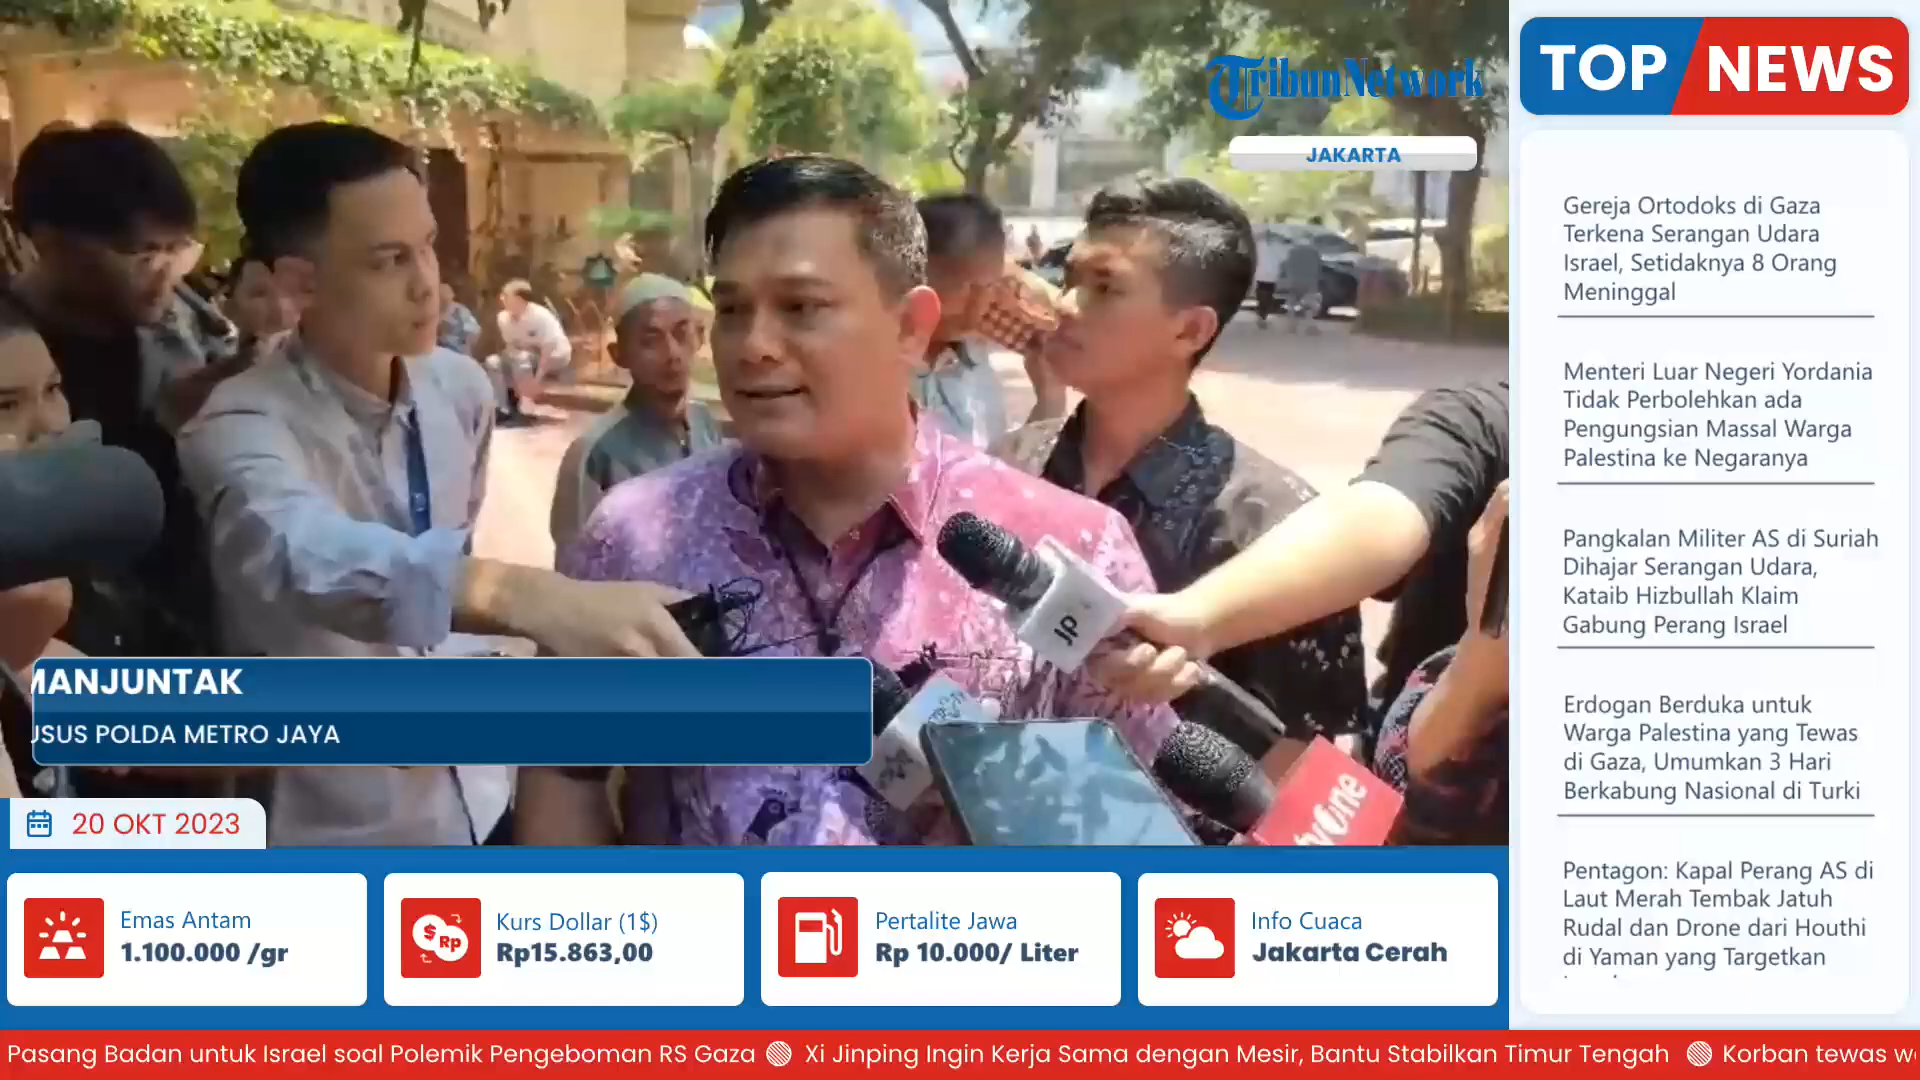 TribunNetwork
JAKARTA
TOP NEWS
Gereja Ortodoks di Gaza
Terkena Serangan Udara
Israel, Setidaknya 8 Orang
Meninggal
Menteri Luar Negeri Yordania
Tidak Perbolehkan ada
Pengungsian Massal Warga
Palestina ke Negaranya
Pangkalan Militer AS di Suriah
Dihajar Serangan Udara,
Kataib Hizbullah Klaim
Gabung Perang Israel
Erdogan Berduka untuk
Warga Palestina yang Tewas
di Gaza, Umumkan 3 Hari
Berkabung Nasional di Turki
Pentagon: Kapal Perang AS di
Laut Merah Tembak Jatuh
Rudal dan Drone dari Houthi
di Yaman yang Targetkan
JP
tvOne
MANJUNTAK
USUS POLDA METRO JAYA
20 OKT 2023
Emas Antam
1.100.000 /gr
Kurs Dollar (1$)
Rp15.863,00
Pertalite Jawa
Rp 10.000/ Liter
Info Cuaca
Jakarta Cerah
Pasang Badan untuk Israel soal Polemik Pengeboman RS Gaza Xi Jinping Ingin Kerja Sama dengan Mesir, Bantu Stabilkan Timur Tengah Korban tewas w